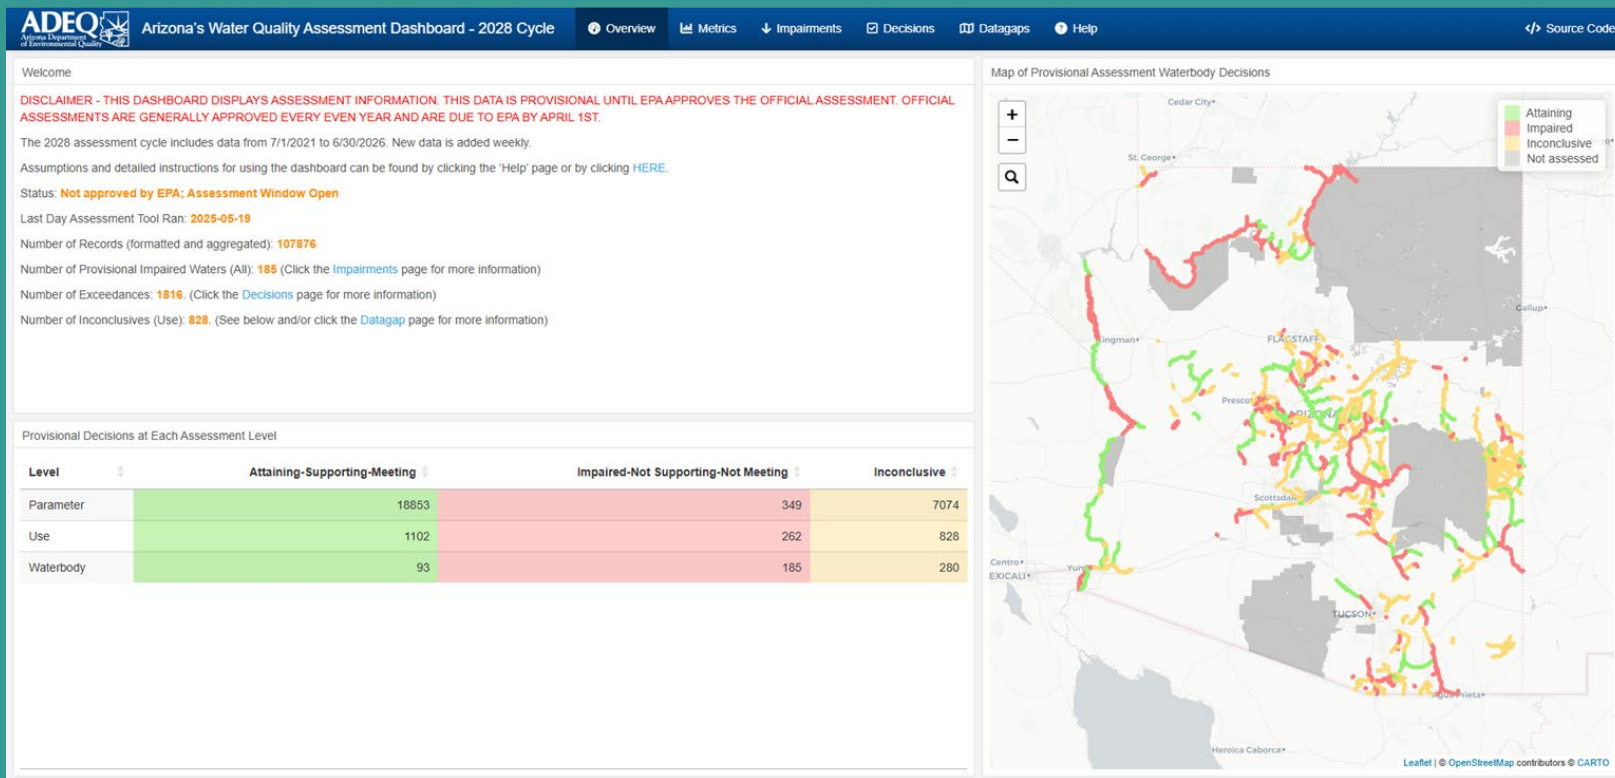 ADEQ
Arizona Department
of Environmental Quality
Arizona's Water Quality Assessment Dashboard - 2028 Cycle
Overview
Metrics
Impairments
Decisions
Datagaps
Help
</> Source Code
Welcome
DISCLAIMER - THIS DASHBOARD DISPLAYS ASSESSMENT INFORMATION. THIS DATA IS PROVISIONAL UNTIL EPA APPROVES THE OFFICIAL ASSESSMENT. OFFICIAL
ASSESSMENTS ARE GENERALLY APPROVED EVERY EVEN YEAR AND ARE DUE TO EPA BY APRIL 1ST.
The 2028 assessment cycle includes data from 7/1/2021 to 6/30/2026. New data is added weekly.
Assumptions and detailed instructions for using the dashboard can be found by clicking the 'Help' page or by clicking HERE.
Status: Not approved by EPA; Assessment Window Open
Last Day Assessment Tool Ran: 2025-05-19
Number of Records (formatted and aggregated): 107876
Number of Provisional Impaired Waters (All): 185 (Click the Impairments page for more information)
Number of Exceedances: 1816. (Click the Decisions page for more information)
Number of Inconclusives (Use): 828. (See below and/or click the Datagap page for more information)
Provisional Decisions at Each Assessment Level
Level Attaining-Supporting-Meeting Impaired-Not Supporting-Not Meeting Inconclusive
Parameter 18853 349 7074
Use 1102 262 828
Waterbody 93 185 280
Map of Provisional Assessment Waterbody Decisions
+
−
Attaining
Impaired
Inconclusive
Not assessed
Cedar City
St. George
Gallup
ingman
FLAGSTAFF
Presco
ARIZONA
Scottsdale
Centro
EXICALI
Yum
TUCSON
Agua Prieta
Heroica Caborca
Leaflet | © OpenStreetMap contributors © CARTO